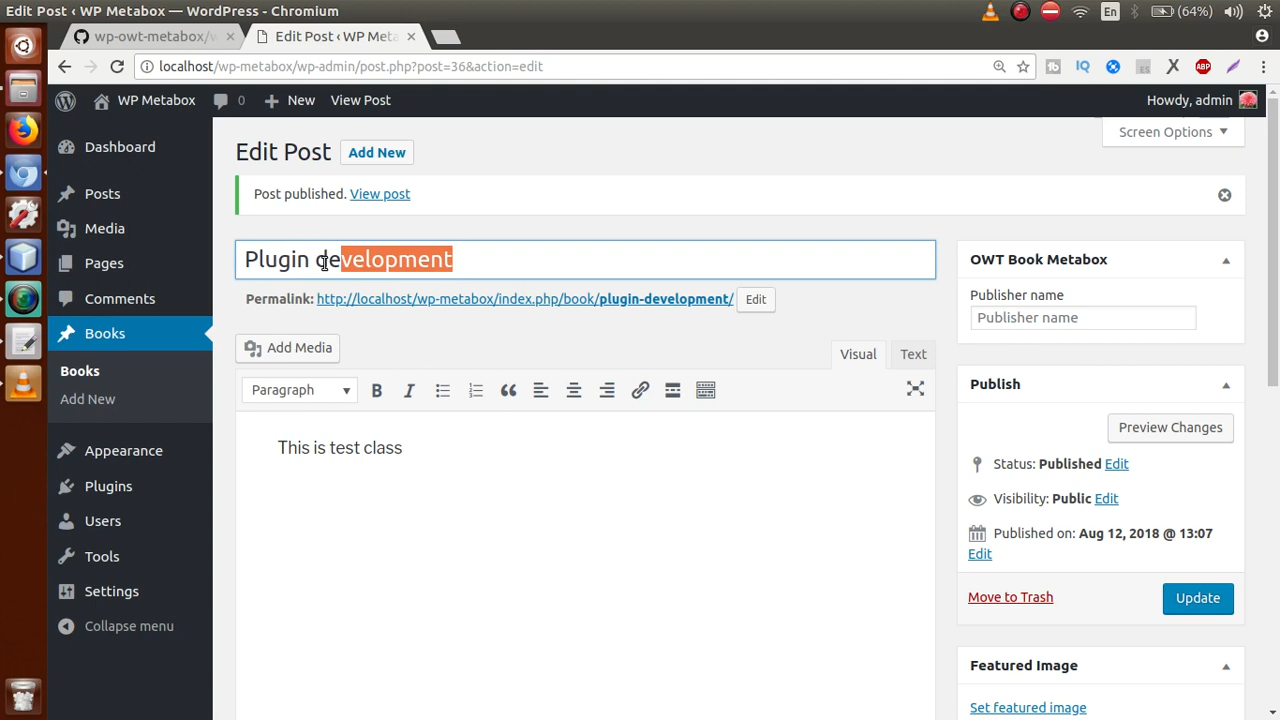 Edit Post ‹ WP Metabox — WordPress - Chromium
En
(64%)
wp-owt-metabox/w
Edit Post ‹ WP Meta
localhost/wp-metabox/wp-admin/post.php?post=36&action=edit
IQ
ABP
WP Metabox
0
New
View Post
Howdy, admin
Screen Options
Dashboard
Posts
Media
Pages
Comments
Books
Books
Add New
Appearance
Plugins
Users
Tools
Settings
Collapse menu
Edit Post
Add New
Post published. View post
Plugin development
Permalink: http://localhost/wp-metabox/index.php/book/plugin-development/
Edit
Add Media
Visual
Text
Paragraph
B
I
This is test class
OWT Book Metabox
Publisher name
Publisher name
Publish
Preview Changes
Status: Published Edit
Visibility: Public Edit
Published on: Aug 12, 2018 @ 13:07
Edit
Move to Trash
Update
Featured Image
Set featured image